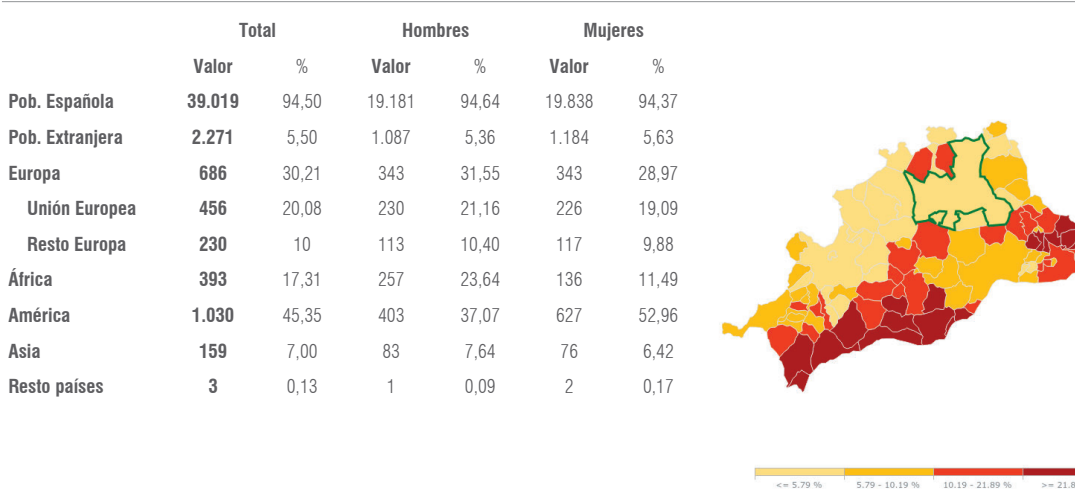 Total Hombres Mujeres
Valor % Valor % Valor %
Pob. Española 39.019 94,50 19.181 94,64 19.838 94,37
Pob. Extranjera 2.271 5,50 1.087 5,36 1.184 5,63
Europa 686 30,21 343 31,55 343 28,97
Unión Europea 456 20,08 230 21,16 226 19,09
Resto Europa 230 10 113 10,40 117 9,88
África 393 17,31 257 23,64 136 11,49
América 1.030 45,35 403 37,07 627 52,96
Asia 159 7,00 83 7,64 76 6,42
Resto países 3 0,13 1 0,09 2 0,17
<= 5.79 % 5.79 - 10.19 % 10.19 - 21.89 % >= 21.8